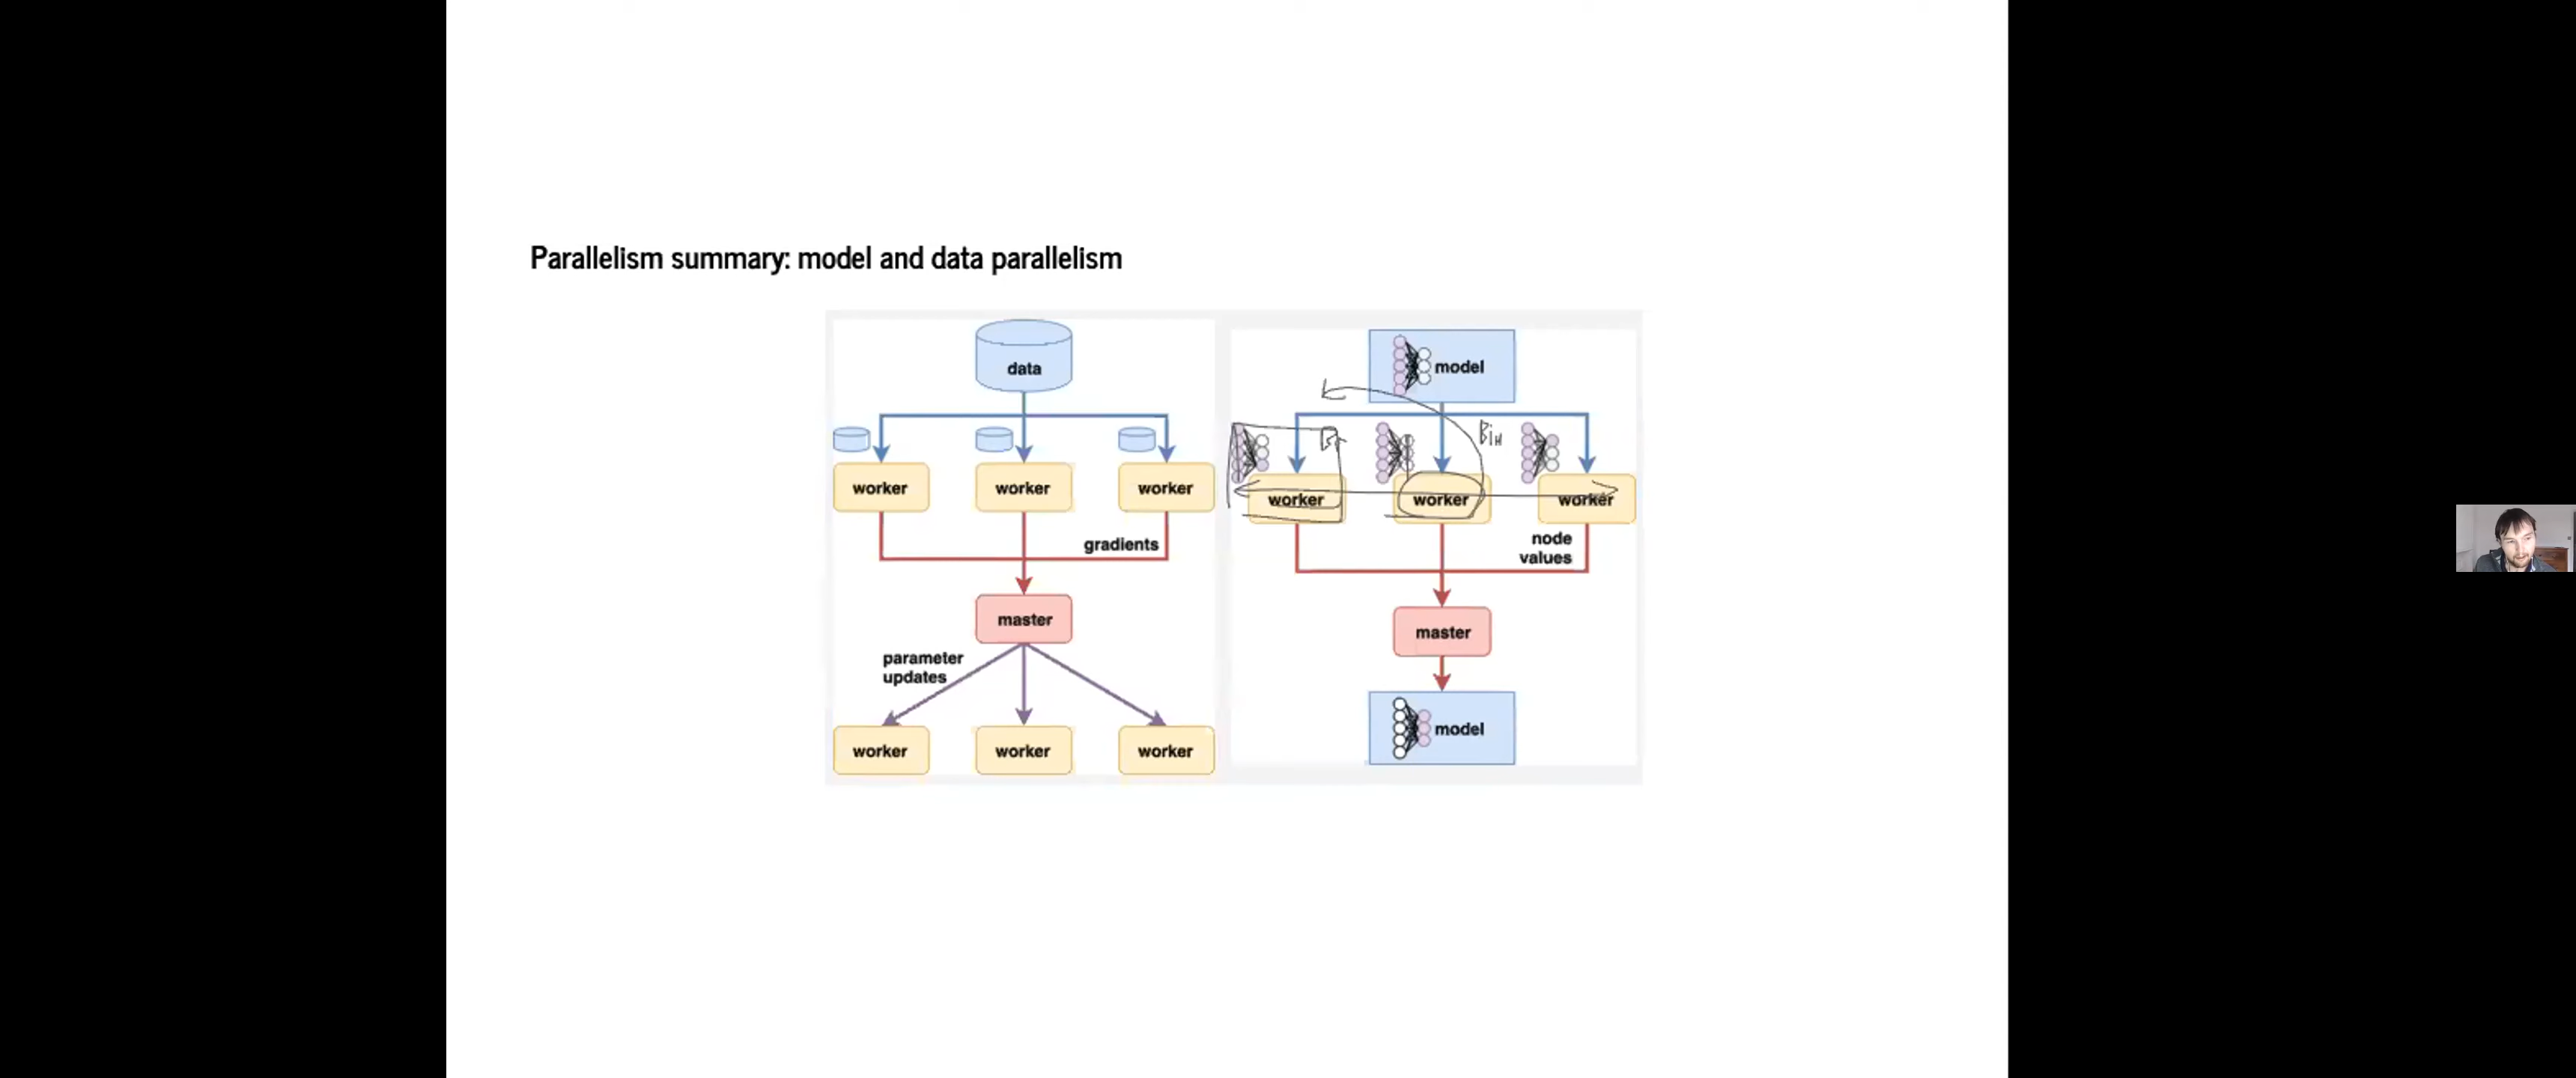 Parallelism summary: model and data parallelism
data
worker
worker
worker
gradients
master
parameter
updates
worker
worker
worker
model
worker
worker
worker
node
values
master
model